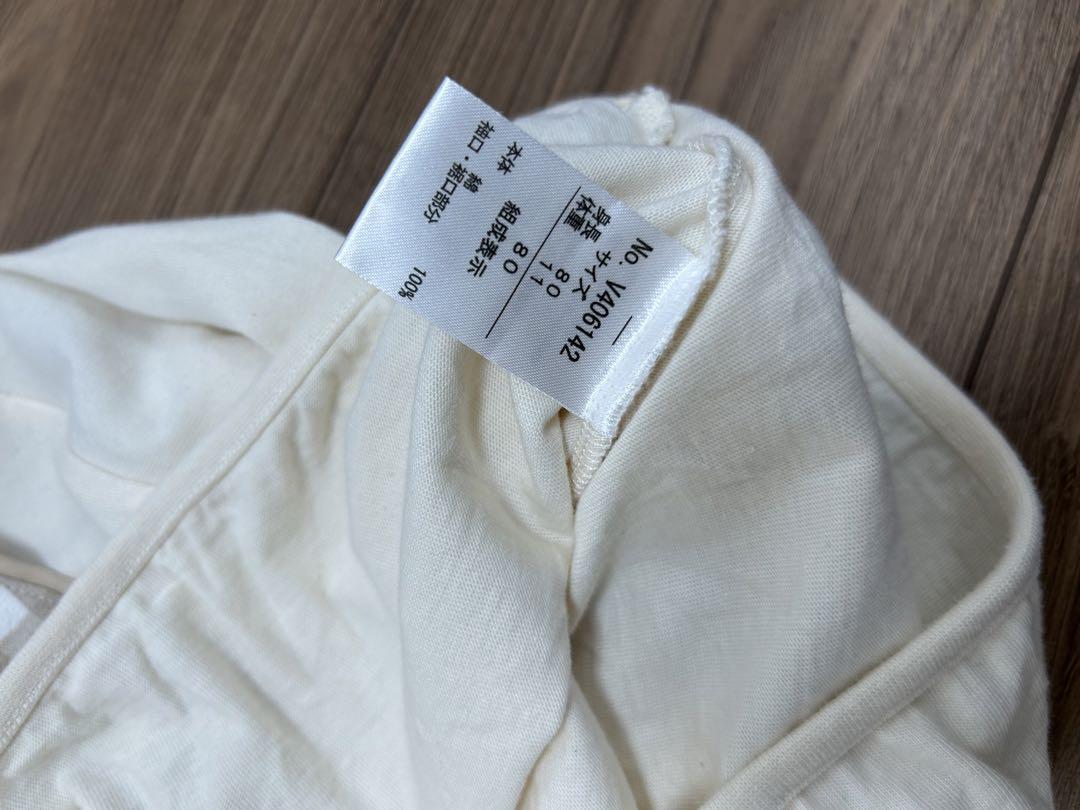 No. V406142
サイズ 80
身長 80
体重 11
組成表示
本体 綿 100%
袖口・裾口部分